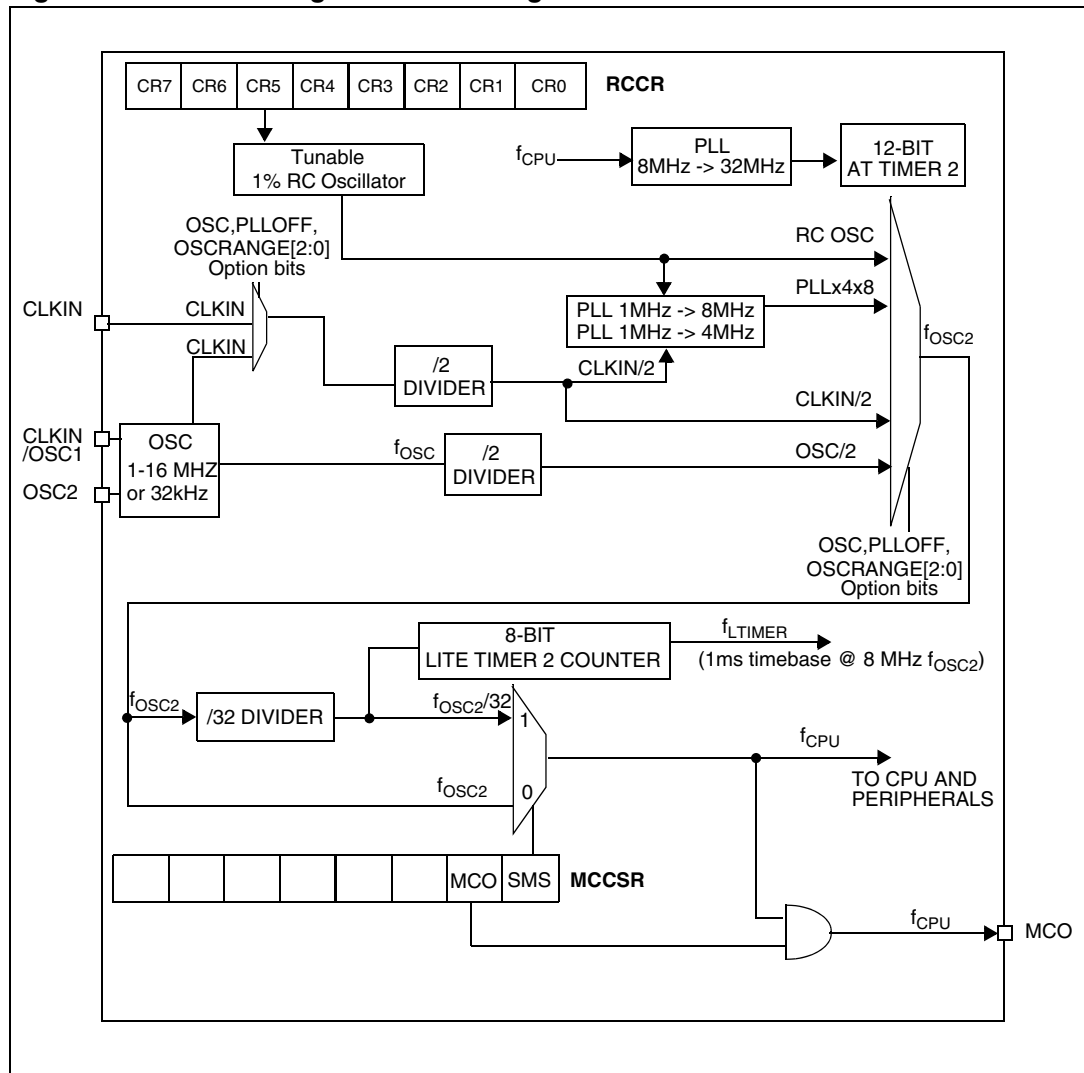 CR7 CR6 CR5 CR4 CR3 CR2 CR1 CR0 RCCR
Tunable
1% RC Oscillator
fCPU
PLL
8MHz -> 32MHz
12-BIT
AT TIMER 2
OSC,PLLOFF,
OSCRANGE[2:0]
Option bits
RC OSC
PLLx4x8
CLKIN
CLKIN
CLKIN
PLL 1MHz -> 8MHz
PLL 1MHz -> 4MHz
fOSC2
/2
DIVIDER
CLKIN/2
CLKIN/2
CLKIN
/OSC1
OSC2
OSC
1-16 MHZ
or 32kHz
fOSC
/2
DIVIDER
OSC/2
OSC,PLLOFF,
OSCRANGE[2:0]
Option bits
8-BIT
LITE TIMER 2 COUNTER
fLTIMER
(1ms timebase @ 8 MHz fOSC2)
fOSC2
/32 DIVIDER
fOSC2/32
1
fOSC2
0
fCPU
TO CPU AND
PERIPHERALS
MCO SMS MCCSR
fCPU
MCO